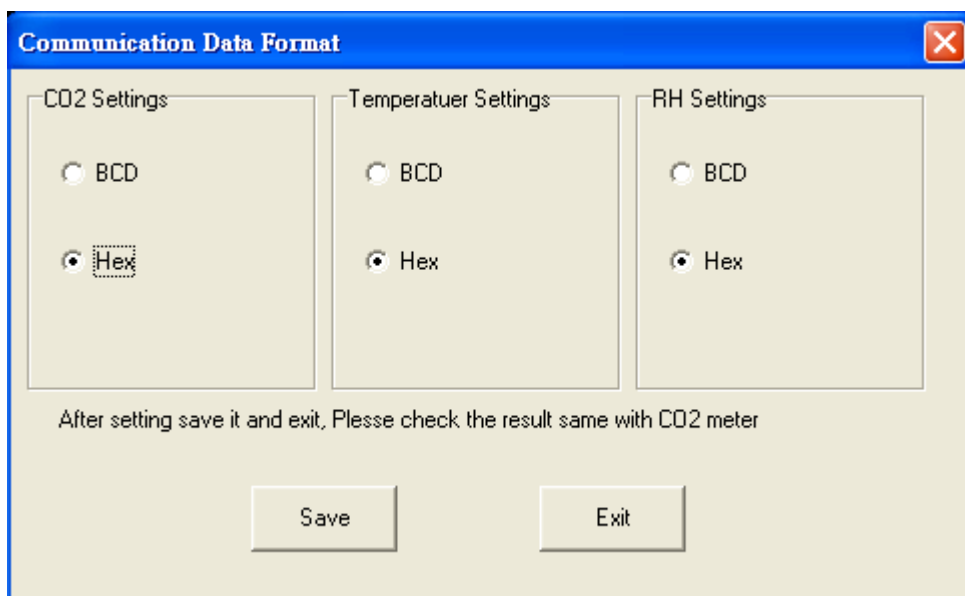 Communication Data Format
CO2 Settings
BCD
Hex
Temperatuer Settings
BCD
Hex
RH Settings
BCD
Hex
After setting save it and exit, Plesse check the result same with CO2 meter
Save
Exit